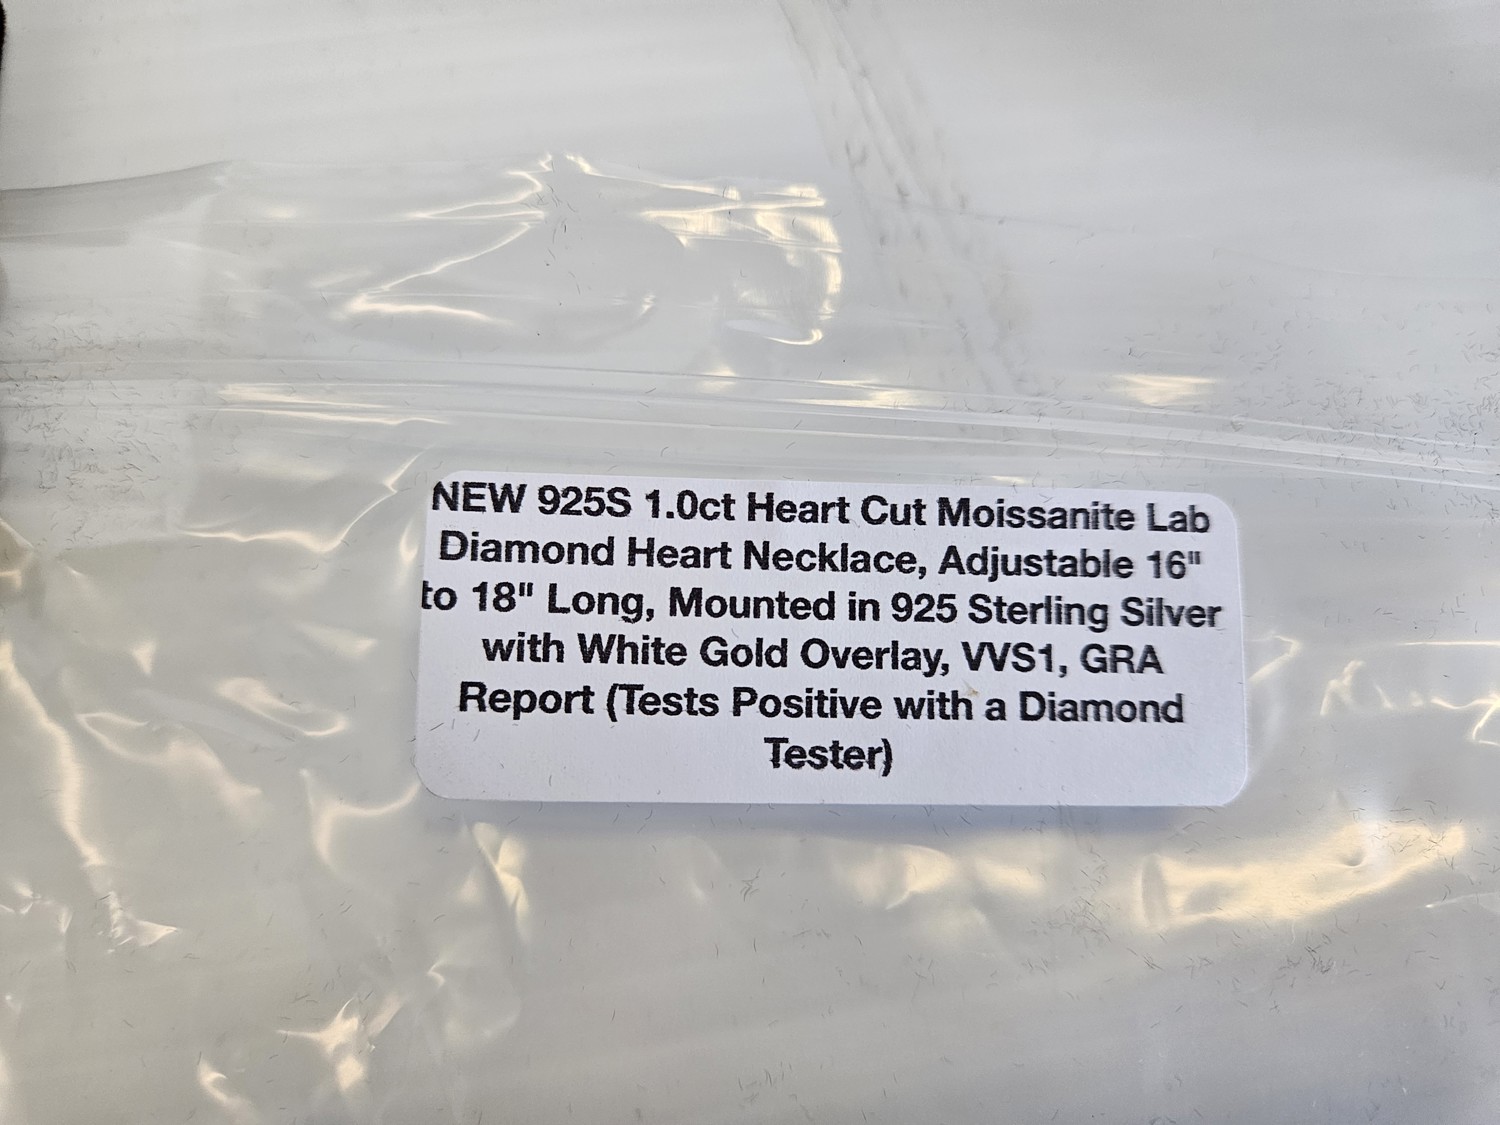 NEW 925S 1.0ct Heart Cut Moissanite Lab
Diamond Heart Necklace, Adjustable 16"
to 18" Long, Mounted in 925 Sterling Silver
with White Gold Overlay, VVS1, GRA
Report (Tests Positive with a Diamond
Tester)